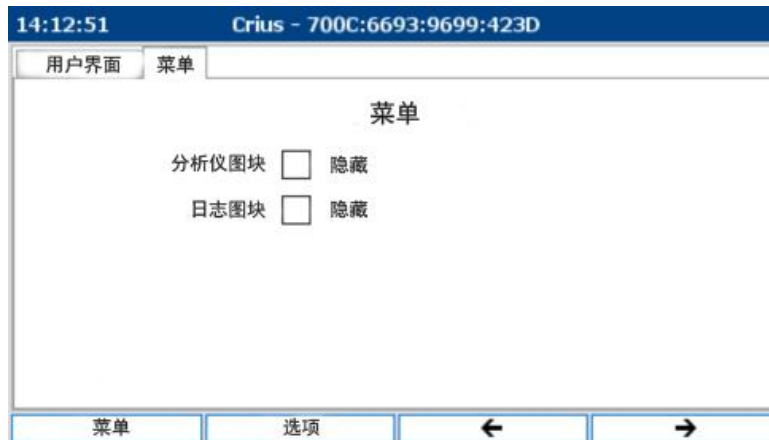 14:12:51 Crius - 700C:6693:9699:423D
用户界面 菜单
菜单
分析仪图块 隐藏
日志图块 隐藏
菜单 选项 ← →